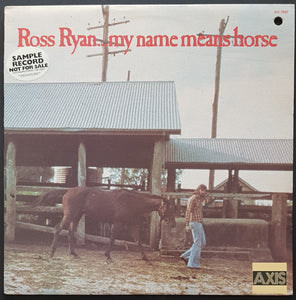 Ross Ryan...my name means horse
SAMPLE
RECORD
NOT FOR SALE
AXIS